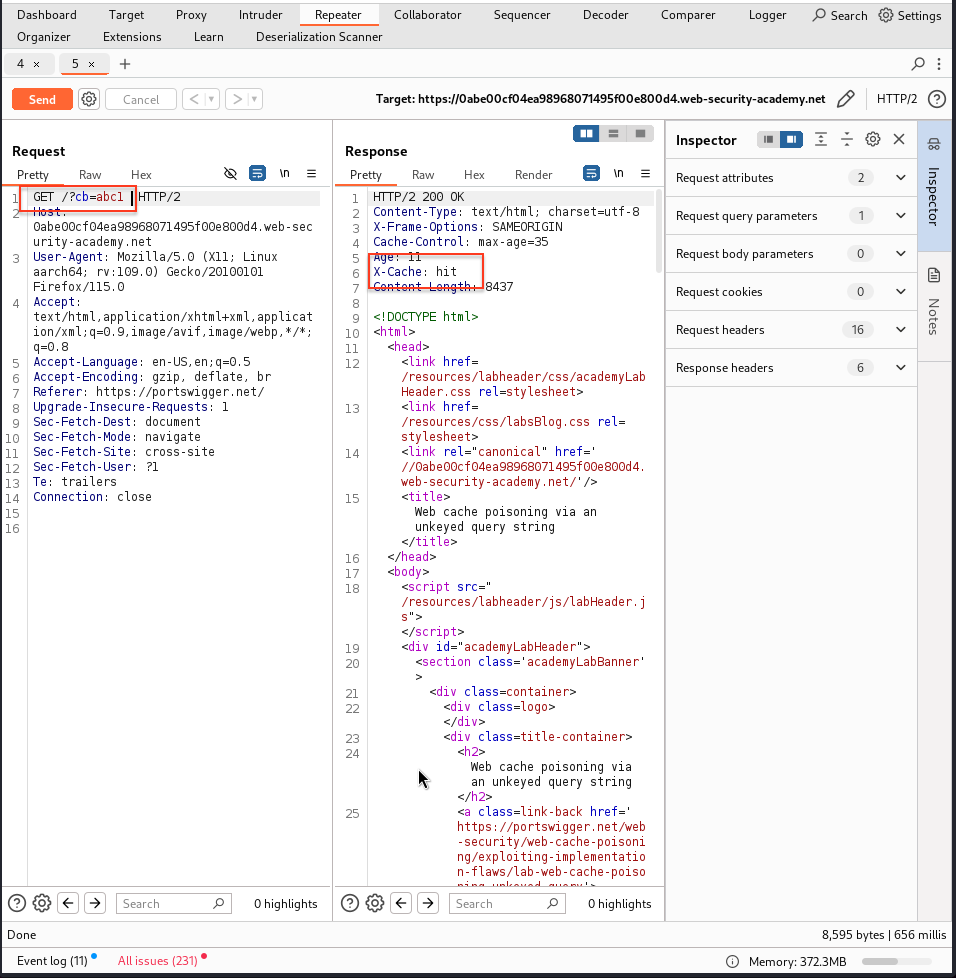 Dashboard Target Proxy Intruder Repeater Collaborator Sequencer Decoder Comparer Logger Search Settings
Organizer Extensions Learn Deserialization Scanner
4 × 5 × +
Send Cancel < > Target: https://0abe00cf04ea98968071495f00e800d4.web-security-academy.net HTTP/2
Request
Pretty Raw Hex \n
1 GET /?cb=abc1 HTTP/2
2 Host:
0abe00cf04ea98968071495f00e800d4.web-sec
urity-academy.net
3 User-Agent: Mozilla/5.0 (X11; Linux
aarch64; rv:109.0) Gecko/20100101
Firefox/115.0
4 Accept:
text/html,application/xhtml+xml,applicat
ion/xml;q=0.9,image/avif,image/webp,*/*;
q=0.8
5 Accept-Language: en-US,en;q=0.5
6 Accept-Encoding: gzip, deflate, br
7 Referer: https://portswigger.net/
8 Upgrade-Insecure-Requests: 1
9 Sec-Fetch-Dest: document
10 Sec-Fetch-Mode: navigate
11 Sec-Fetch-Site: cross-site
12 Sec-Fetch-User: ?1
13 Te: trailers
14 Connection: close
15
16
Search 0 highlights
Response
Pretty Raw Hex Render \n
1 HTTP/2 200 OK
2 Content-Type: text/html; charset=utf-8
3 X-Frame-Options: SAMEORIGIN
4 Cache-Control: max-age=35
5 Age: 11
6 X-Cache: hit
7 Content-Length: 8437
8
9 <!DOCTYPE html>
10 <html>
11 <head>
12 <link href=
/resources/labheader/css/academyLab
Header.css rel=stylesheet>
13 <link href=
/resources/css/labsBlog.css rel=
stylesheet>
14 <link rel="canonical" href='
//0abe00cf04ea98968071495f00e800d4.
web-security-academy.net/'/>
15 <title>
Web cache poisoning via an
unkeyed query string
</title>
16 </head>
17 <body>
18 <script src="
/resources/labheader/js/labHeader.j
s">
</script>
19 <div id="academyLabHeader">
20 <section class='academyLabBanner'
>
21 <div class=container>
22 <div class=logo>
</div>
23 <div class=title-container>
24 <h2>
Web cache poisoning via
an unkeyed query string
</h2>
25 <a class=link-back href='
https://portswigger.net/web
-security/web-cache-poisoni
ng/exploiting-implementatio
n-flaws/lab-web-cache-poiso
ning-unkeyed-query'>
Search 0 highlights
Inspector
Request attributes 2
Request query parameters 1
Request body parameters 0
Request cookies 0
Request headers 16
Response headers 6
Inspector
Notes
Done 8,595 bytes | 656 millis
Event log (11) All issues (231) Memory: 372.3MB